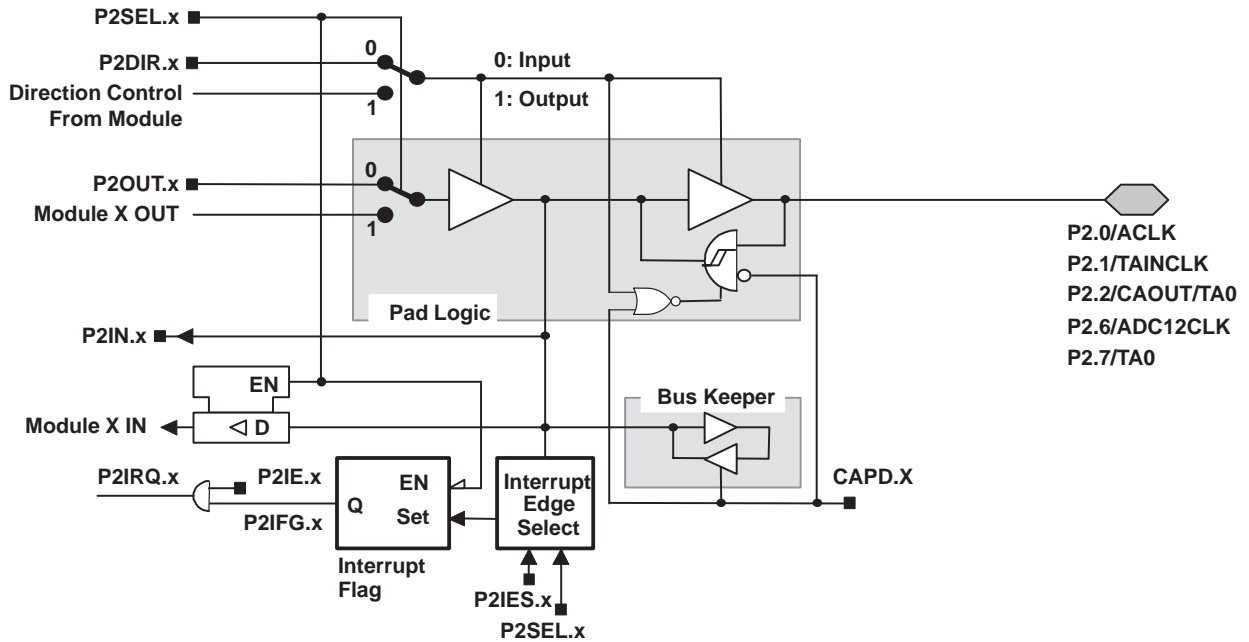 P2SEL.x
P2DIR.x
0
0: Input
Direction Control
From Module
1
1: Output
P2OUT.x
0
Module X OUT
1
Pad Logic
P2.0/ACLK
P2.1/TAINCLK
P2.2/CAOUT/TA0
P2.6/ADC12CLK
P2.7/TA0
P2IN.x
EN
Module X IN
D
Bus Keeper
P2IRQ.x
P2IE.x
P2IFG.x
Q
EN
Set
Interrupt
Edge
Select
CAPD.X
Interrupt
Flag
P2IES.x
P2SEL.x